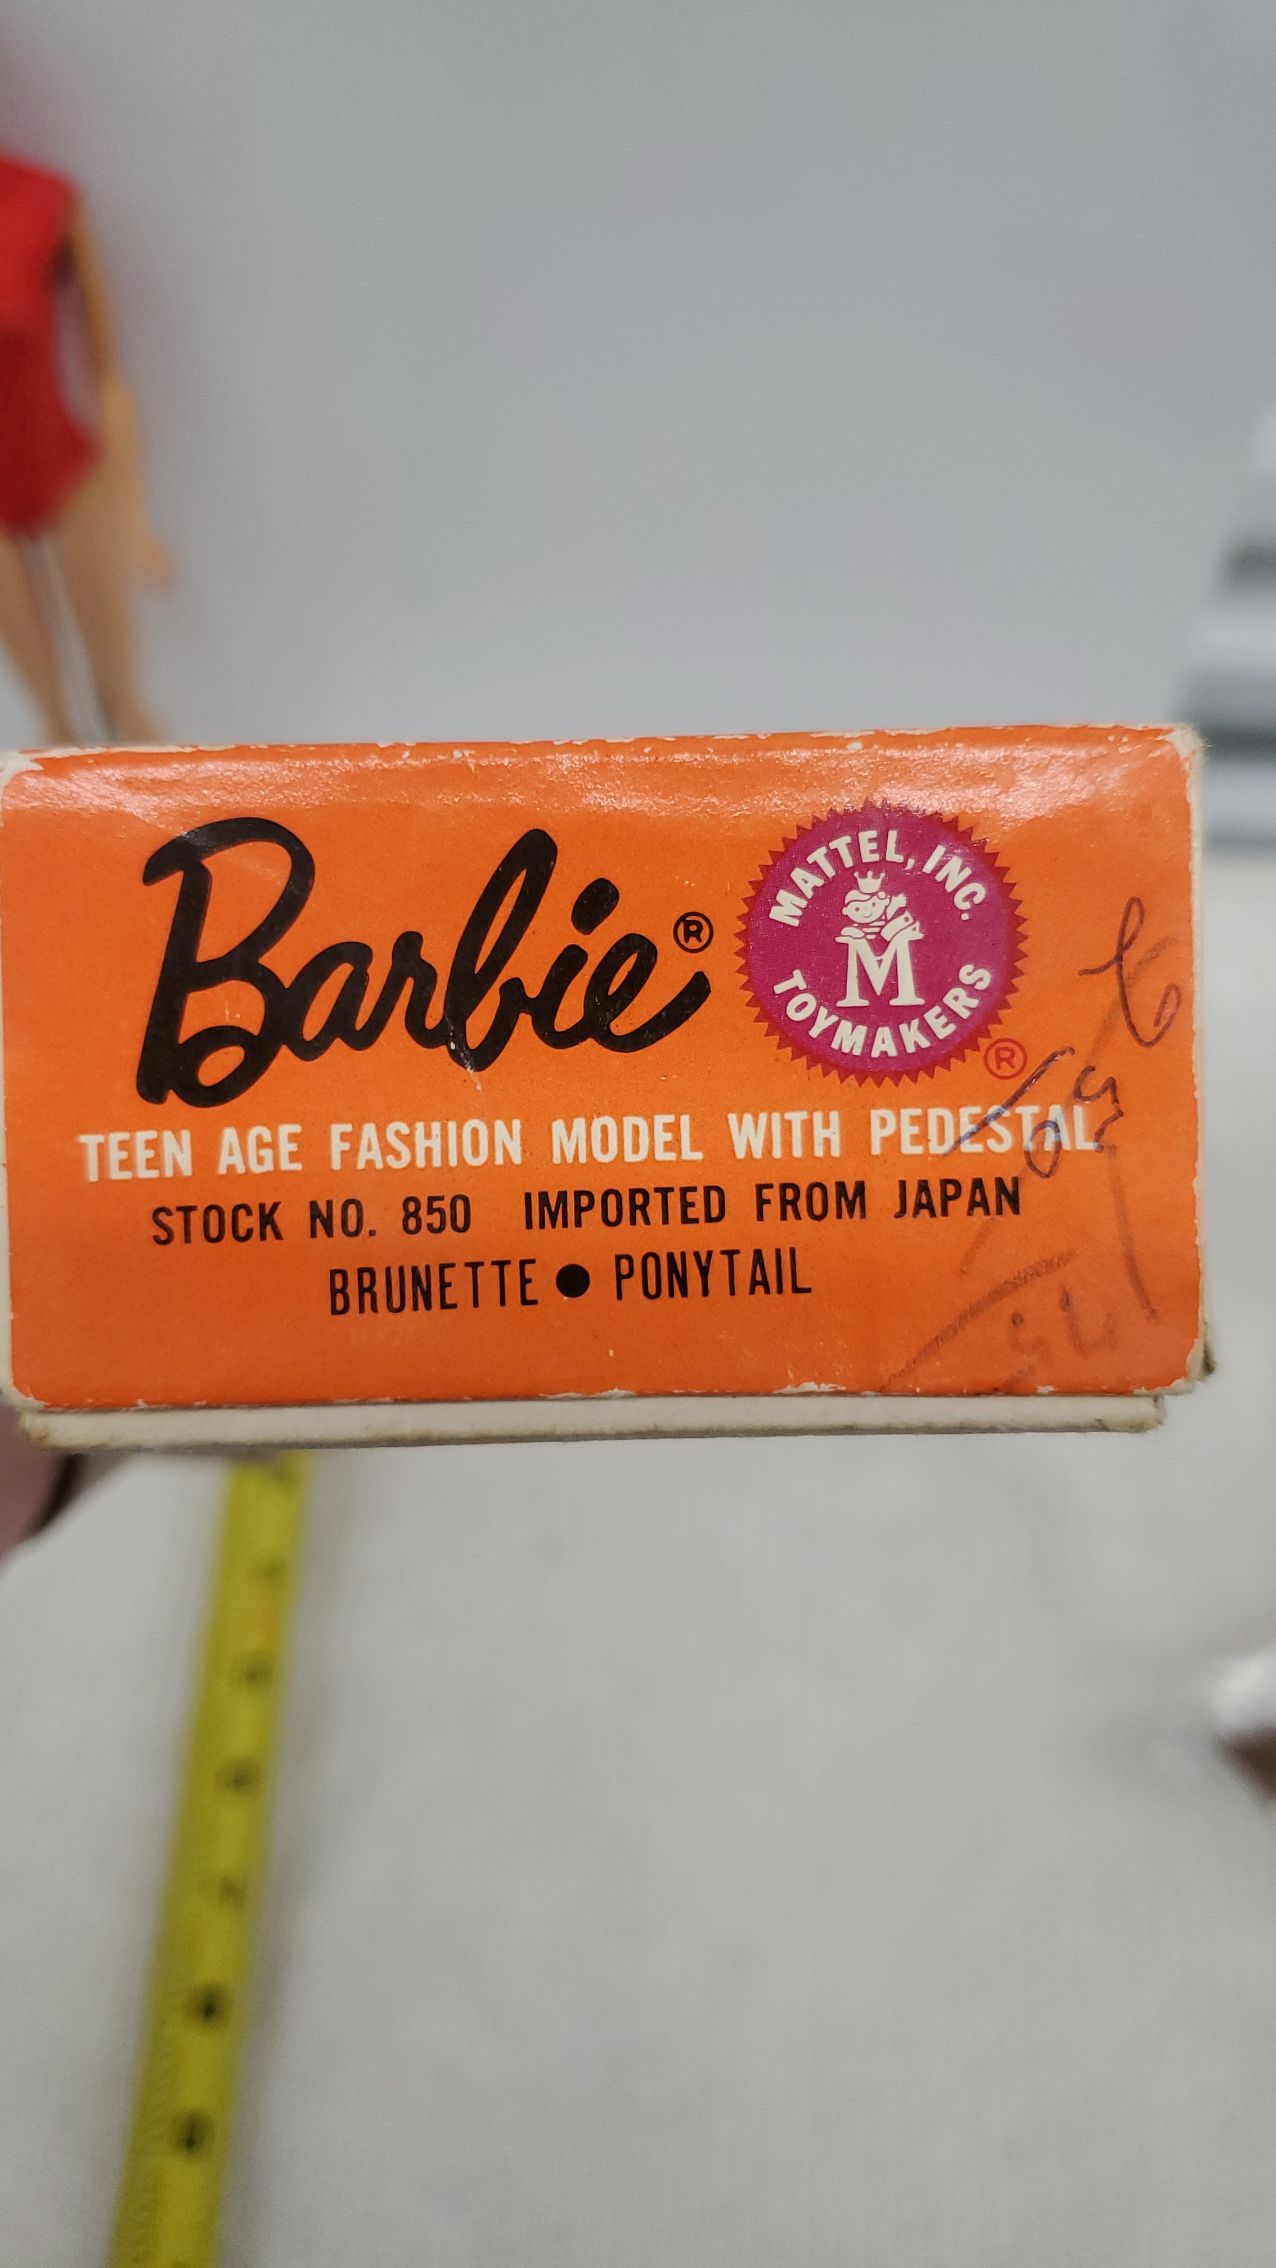 Barbie®
MATTEL, INC.
M
TOYMAKERS
®
TEEN AGE FASHION MODEL WITH PEDESTAL
STOCK NO. 850 IMPORTED FROM JAPAN
BRUNETTE ● PONYTAIL